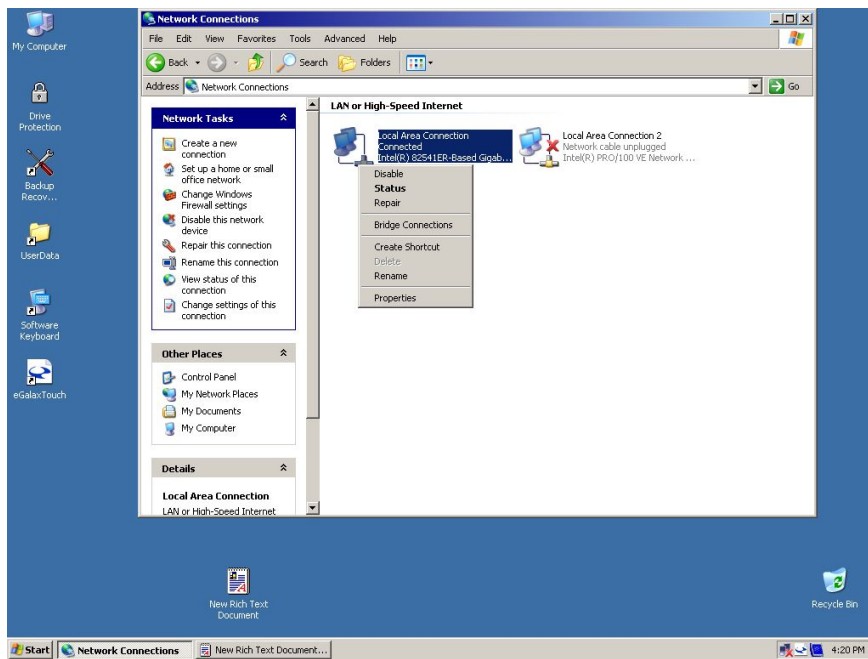 My Computer
Drive
Protection
Backup
Recov...
UserData
Software
Keyboard
eGalaxTouch
Network Connections
File Edit View Favorites Tools Advanced Help
Back Search Folders
Address Network Connections Go
Network Tasks
Create a new
connection
Set up a home or small
office network
Change Windows
Firewall settings
Disable this network
device
Repair this connection
Rename this connection
View status of this
connection
Change settings of this
connection
Other Places
Control Panel
My Network Places
My Documents
My Computer
Details
Local Area Connection
LAN or High-Speed Internet
LAN or High-Speed Internet
Local Area Connection
Connected
Intel(R) 82541ER-Based Gigab...
Local Area Connection 2
Network cable unplugged
Intel(R) PRO/100 VE Network ...
Disable
Status
Repair
Bridge Connections
Create Shortcut
Delete
Rename
Properties
New Rich Text
Document
Recycle Bin
Start Network Connections New Rich Text Document... 4:20 PM